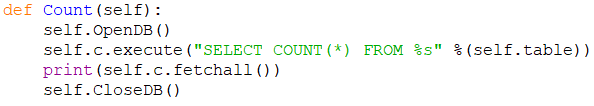 def Count(self):
    self.OpenDB()
    self.c.execute("SELECT COUNT(*) FROM %s" %(self.table))
    print(self.c.fetchall())
    self.CloseDB()